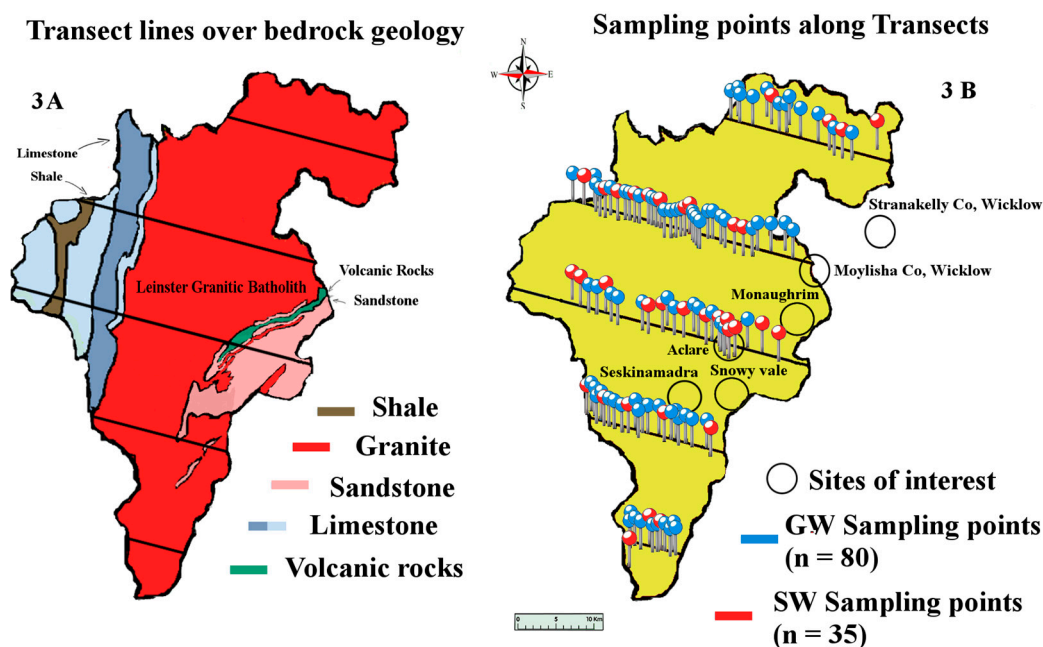 Transect lines over bedrock geology
3 A
Limestone
Shale
Leinster Granitic Batholith
Volcanic Rocks
Sandstone
Shale
Granite
Sandstone
Limestone
Volcanic rocks
Sampling points along Transects
N
W
E
S
3 B
Stranakelly Co, Wicklow
Moylisha Co, Wicklow
Monaughrim
Aclare
Seskinamadra
Snowy vale
Sites of interest
GW Sampling points
(n = 80)
SW Sampling points
(n = 35)
0 5 10 Km